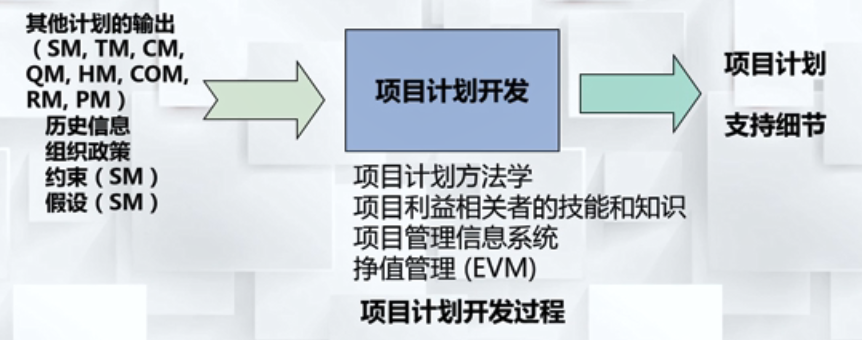 其他计划的输出
（SM, TM, CM,
QM, HM, COM,
RM, PM）
历史信息
组织政策
约束（SM）
假设（SM）
项目计划开发
项目计划方法学
项目利益相关者的技能和知识
项目管理信息系统
挣值管理 (EVM)
项目计划开发过程
项目计划
支持细节